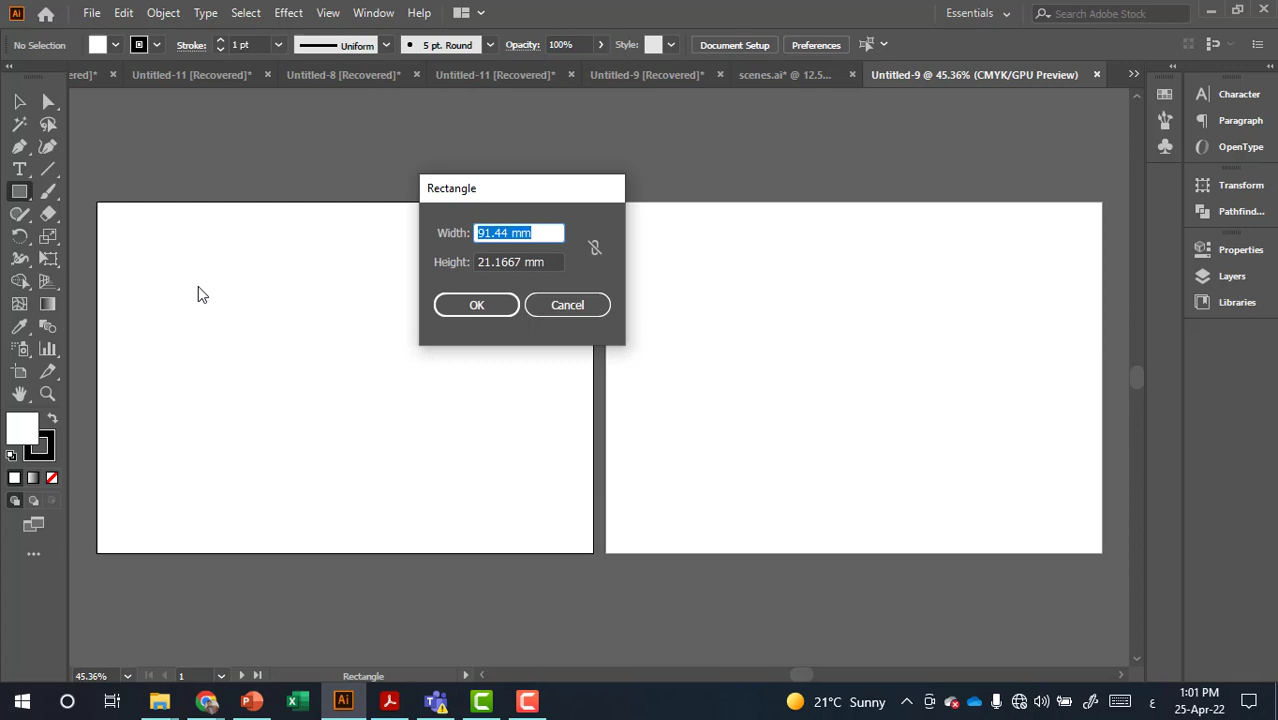 Ai File Edit Object Type Select Effect View Window Help Essentials Search Adobe Stock
No Selection Stroke: 1 pt Uniform 5 pt. Round Opacity: 100% Style: Document Setup Preferences
ered]* Untitled-11 [Recovered]* Untitled-8 [Recovered]* Untitled-11 [Recovered]* Untitled-9 [Recovered]* scenes.ai* @ 12.5... Untitled-9 @ 45.36% (CMYK/GPU Preview)
Character
Paragraph
OpenType
Transform
Pathfind...
Properties
Layers
Libraries
Rectangle
Width: 91.44 mm
Height: 21.1667 mm
OK Cancel
45.36% 1 Rectangle
21°C Sunny ع 1:01 PM
25-Apr-22